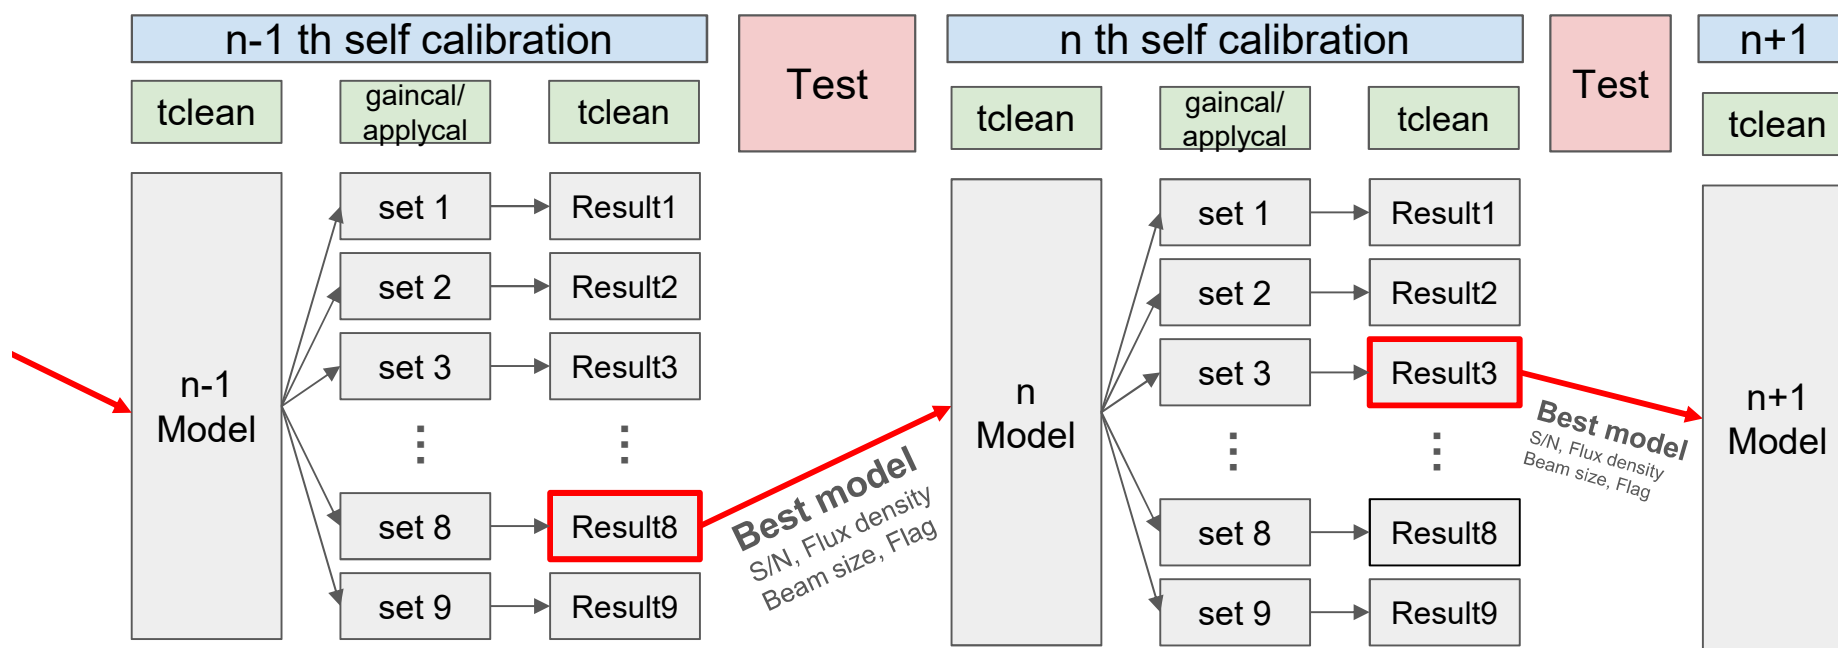 n-1 th self calibration
Test
n th self calibration
Test
n+1
tclean
gaincal/
applycal
tclean
tclean
gaincal/
applycal
tclean
tclean
n-1
Model
set 1
Result1
set 2
Result2
set 3
Result3
⋮
⋮
set 8
Result8
set 9
Result9
Best model
S/N, Flux density
Beam size, Flag
n
Model
set 1
Result1
set 2
Result2
set 3
Result3
⋮
⋮
set 8
Result8
set 9
Result9
Best model
S/N, Flux density
Beam size, Flag
n+1
Model